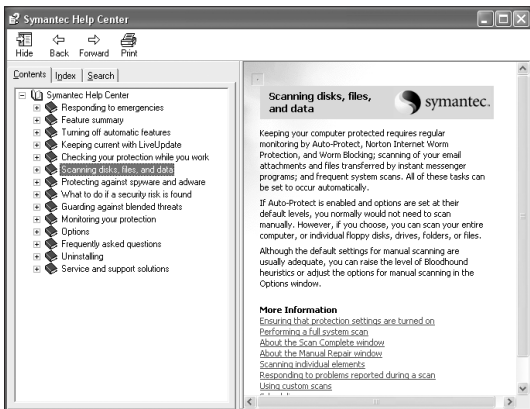 Symantec Help Center
Hide Back Forward Print
Contents Index Search
Symantec Help Center
Responding to emergencies
Feature summary
Turning off automatic features
Keeping current with LiveUpdate
Checking your protection while you work
Scanning disks, files, and data
Protecting against spyware and adware
What to do if a security risk is found
Guarding against blended threats
Monitoring your protection
Options
Frequently asked questions
Uninstalling
Service and support solutions
Scanning disks, files,
and data
symantec.
Keeping your computer protected requires regular
monitoring by Auto-Protect, Norton Internet Worm
Protection, and Worm Blocking; scanning of your email
attachments and files transferred by instant messenger
programs; and frequent system scans. All of these tasks can
be set to occur automatically.
If Auto-Protect is enabled and options are set at their
default levels, you normally would not need to scan
manually. However, if you choose, you can scan your entire
computer, or individual floppy disks, drives, folders, or files.
Although the default settings for manual scanning are
usually adequate, you can raise the level of Bloodhound
heuristics or adjust the options for manual scanning in the
Options window.
More Information
Ensuring that protection settings are turned on
Performing a full system scan
About the Scan Complete window
About the Manual Repair window
Scanning individual elements
Responding to problems reported during a scan
Using custom scans